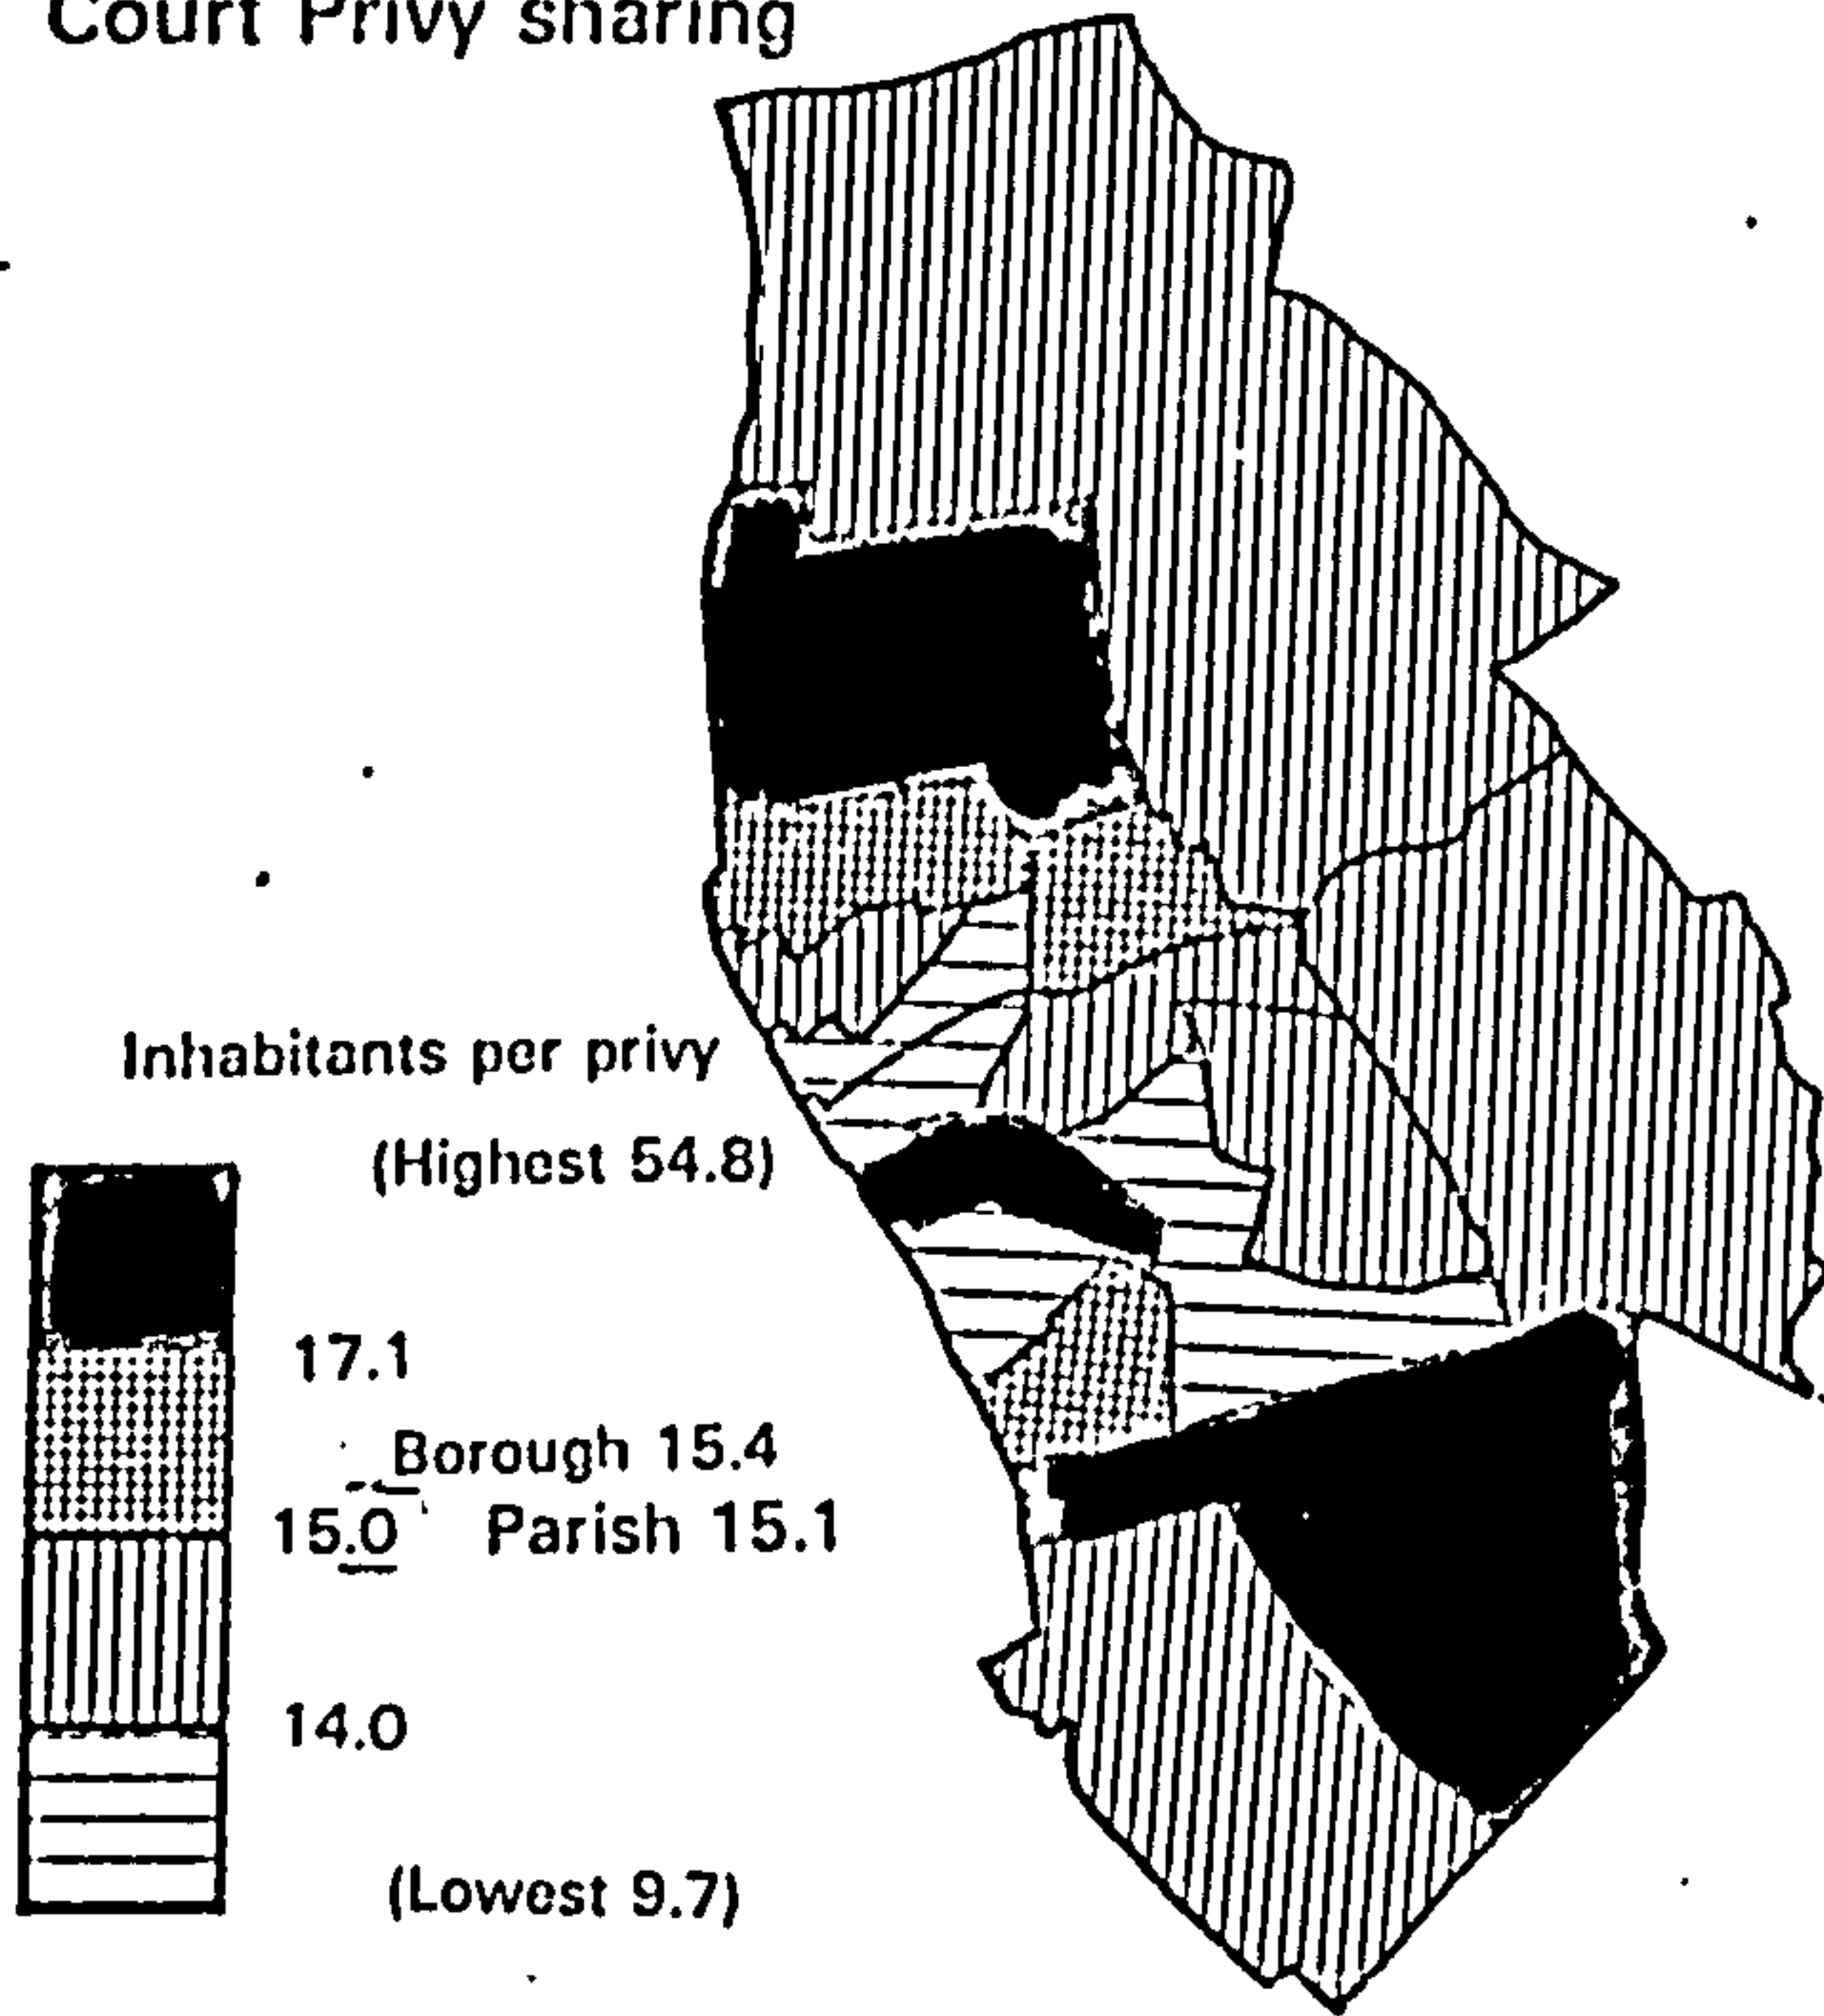 Court Privy sharing
Inhabitants per privy
(Highest 54.8)
17.1
Borough 15.4
15.0 Parish 15.1
14.0
(Lowest 9.7)